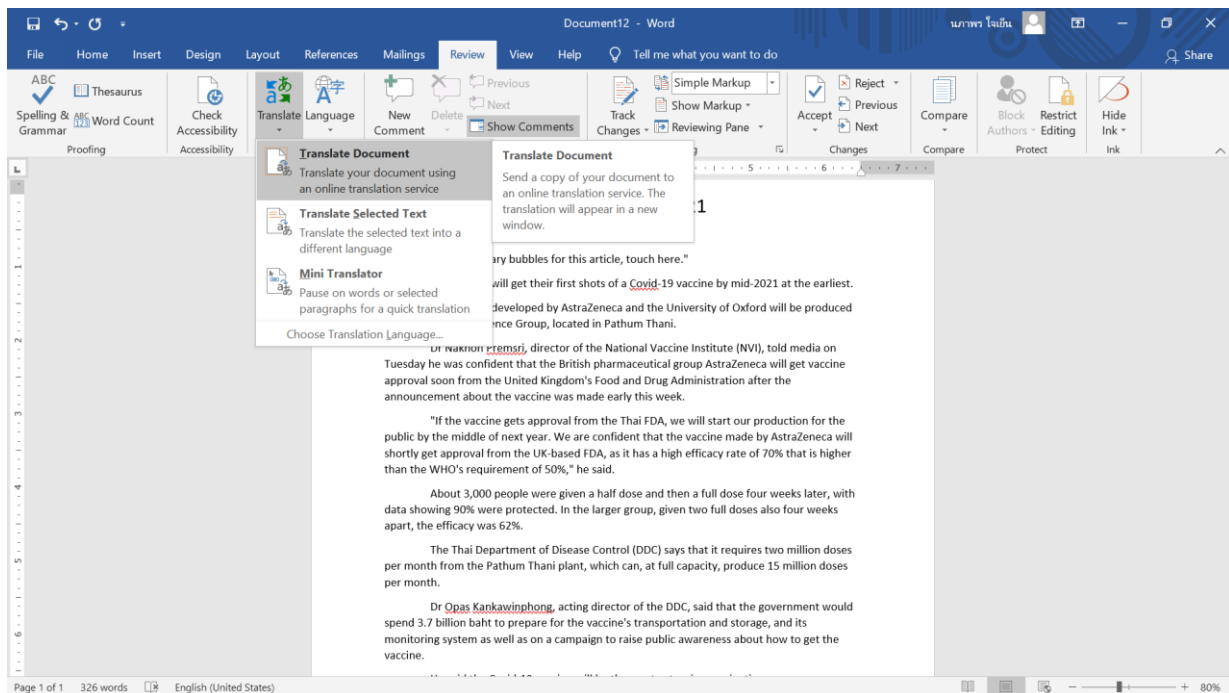 Document12 - Word
นภาพร ใจเย็น
File Home Insert Design Layout References Mailings Review View Help Tell me what you want to do Share
ABC
Spelling & Grammar
Thesaurus
ABC 123 Word Count
Proofing
Check Accessibility
Accessibility
Translate
Language
New Comment
Delete
Previous
Next
Show Comments
Track Changes
Simple Markup
Show Markup
Reviewing Pane
Accept
Reject
Previous
Next
Changes
Compare
Compare
Block Authors
Restrict Editing
Protect
Hide Ink
Ink
Translate Document
Translate your document using
an online translation service
Translate Selected Text
Translate the selected text into a
different language
Mini Translator
Pause on words or selected
paragraphs for a quick translation
Choose Translation Language...
Translate Document
Send a copy of your document to
an online translation service. The
translation will appear in a new
window.
5 6 7
21
ary bubbles for this article, touch here."
will get their first shots of a Covid-19 vaccine by mid-2021 at the earliest.
developed by AstraZeneca and the University of Oxford will be produced
ence Group, located in Pathum Thani.
Dr Nakhon Premsri, director of the National Vaccine Institute (NVI), told media on
Tuesday he was confident that the British pharmaceutical group AstraZeneca will get vaccine
approval soon from the United Kingdom's Food and Drug Administration after the
announcement about the vaccine was made early this week.
"If the vaccine gets approval from the Thai FDA, we will start our production for the
public by the middle of next year. We are confident that the vaccine made by AstraZeneca will
shortly get approval from the UK-based FDA, as it has a high efficacy rate of 70% that is higher
than the WHO's requirement of 50%," he said.
About 3,000 people were given a half dose and then a full dose four weeks later, with
data showing 90% were protected. In the larger group, given two full doses also four weeks
apart, the efficacy was 62%.
The Thai Department of Disease Control (DDC) says that it requires two million doses
per month from the Pathum Thani plant, which can, at full capacity, produce 15 million doses
per month.
Dr Opas Kankawinphong, acting director of the DDC, said that the government would
spend 3.7 billion baht to prepare for the vaccine's transportation and storage, and its
monitoring system as well as on a campaign to raise public awareness about how to get the
vaccine.
1
2
3
4
5
6
Page 1 of 1 326 words English (United States) 80%